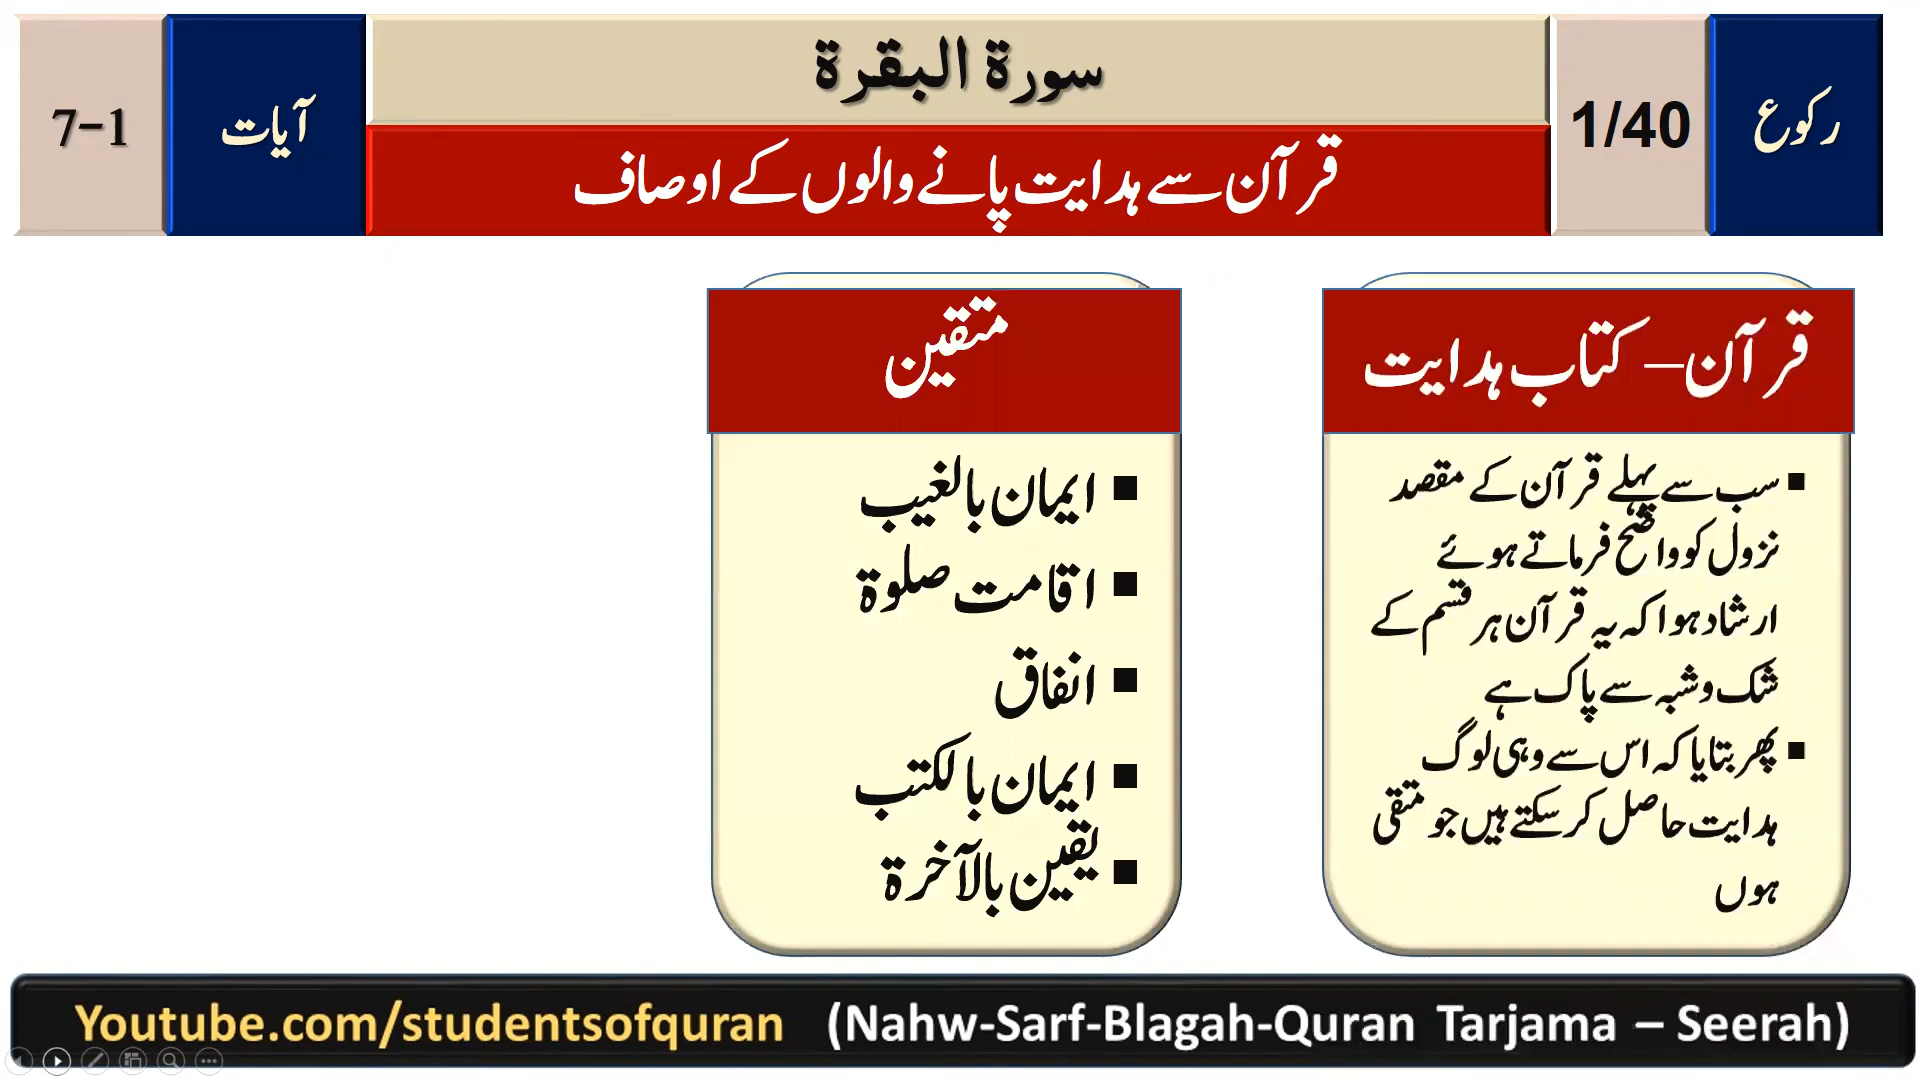 رکوع
1/40
سورۃ البقرۃ
قرآن سے ہدایت پانے والوں کے اوصاف
آیات
7-1
قرآن – کتاب ہدایت
▪ سب سے پہلے قرآن کے مقصد
نزول کو واضح فرماتے ہوئے
ارشاد ہوا کہ یہ قرآن ہر قسم کے
شک و شبہ سے پاک ہے
▪ پھر بتایا کہ اس سے وہی لوگ
ہدایت حاصل کر سکتے ہیں جو متقی
ہوں
متقین
▪ ایمان بالغیب
▪ اقامت صلوۃ
▪ انفاق
▪ ایمان بالکتب
▪ یقین بالآخرۃ
Youtube.com/studentsofquran (Nahw-Sarf-Blagah-Quran Tarjama – Seerah)